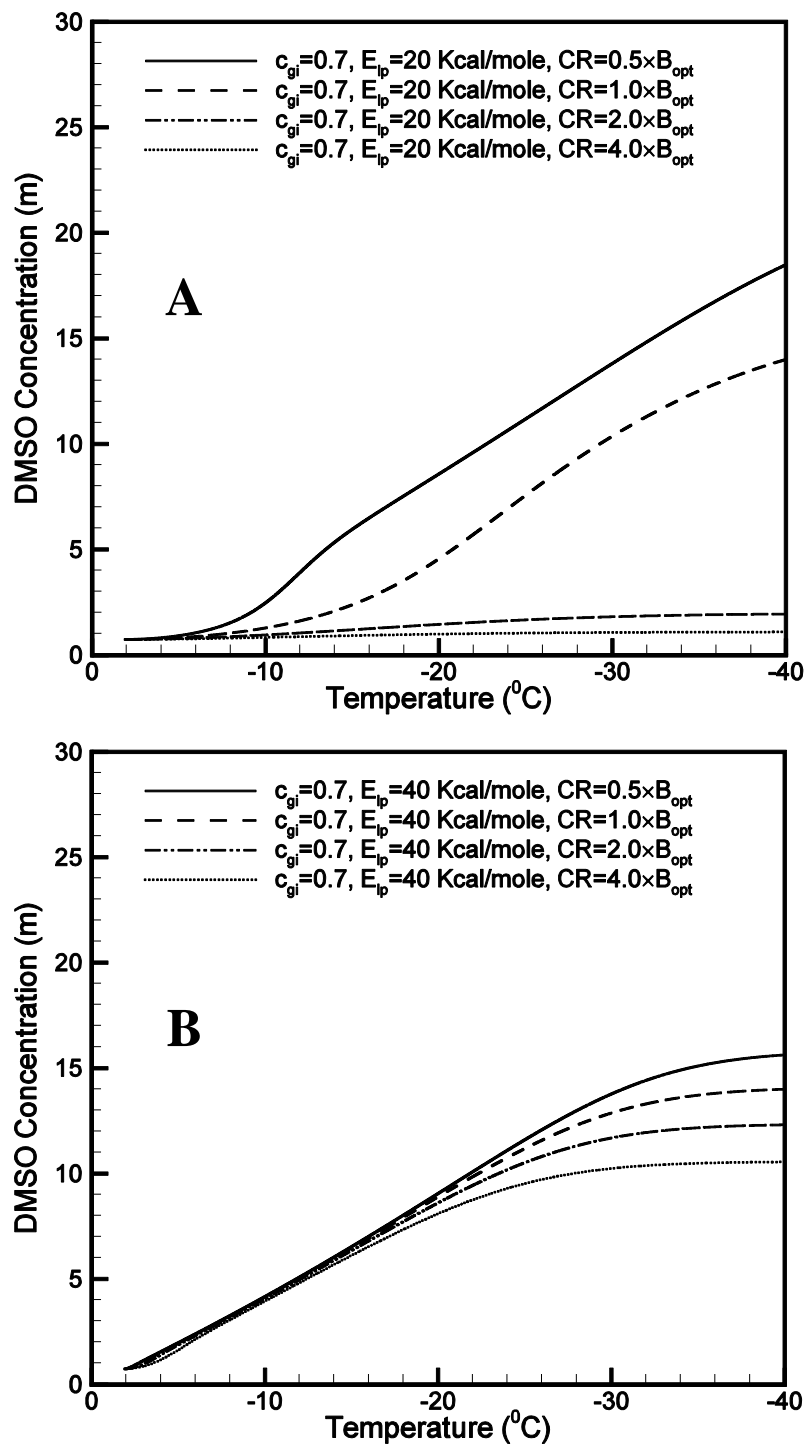 30
25
20
15
10
5
0
DMSO Concentration (m)
c_gi=0.7, E_lp=20 Kcal/mole, CR=0.5×B_opt
c_gi=0.7, E_lp=20 Kcal/mole, CR=1.0×B_opt
c_gi=0.7, E_lp=20 Kcal/mole, CR=2.0×B_opt
c_gi=0.7, E_lp=20 Kcal/mole, CR=4.0×B_opt
A
0 -10 -20 -30 -40
Temperature (⁰C)
30
25
20
15
10
5
0
DMSO Concentration (m)
c_gi=0.7, E_lp=40 Kcal/mole, CR=0.5×B_opt
c_gi=0.7, E_lp=40 Kcal/mole, CR=1.0×B_opt
c_gi=0.7, E_lp=40 Kcal/mole, CR=2.0×B_opt
c_gi=0.7, E_lp=40 Kcal/mole, CR=4.0×B_opt
B
0 -10 -20 -30 -40
Temperature (⁰C)